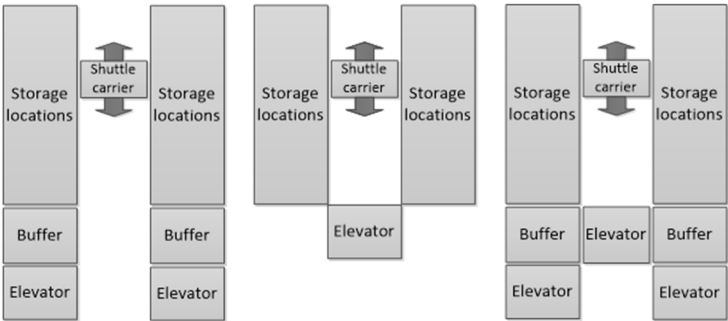 Storage
locations
Shuttle
carrier
Storage
locations
Buffer
Buffer
Elevator
Elevator
Storage
locations
Shuttle
carrier
Storage
locations
Elevator
Storage
locations
Shuttle
carrier
Storage
locations
Buffer
Elevator
Buffer
Elevator
Elevator